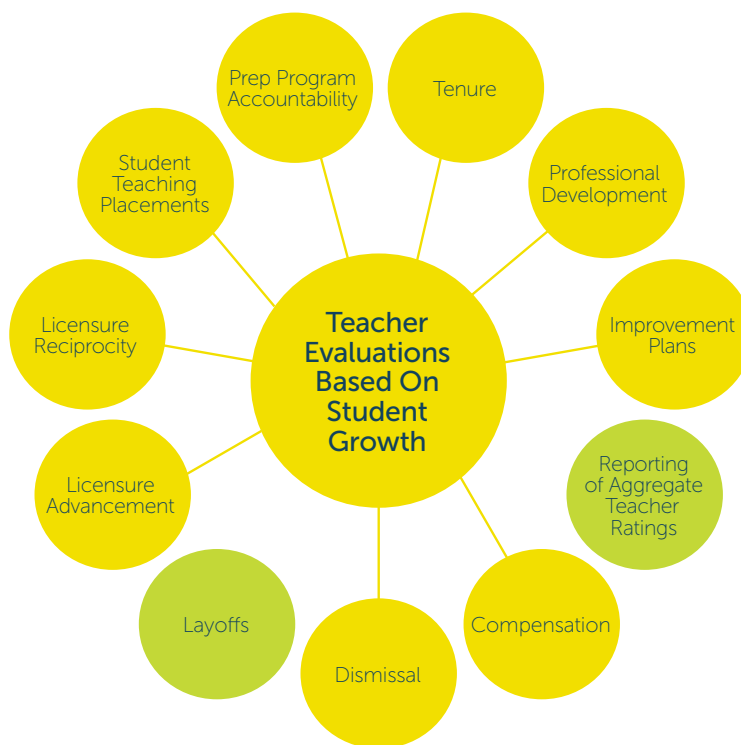 Prep Program
Accountability
Tenure
Student
Teaching
Placements
Professional
Development
Licensure
Reciprocity
Teacher
Evaluations
Based On
Student
Growth
Improvement
Plans
Licensure
Advancement
Reporting
of Aggregate
Teacher
Ratings
Layoffs
Compensation
Dismissal